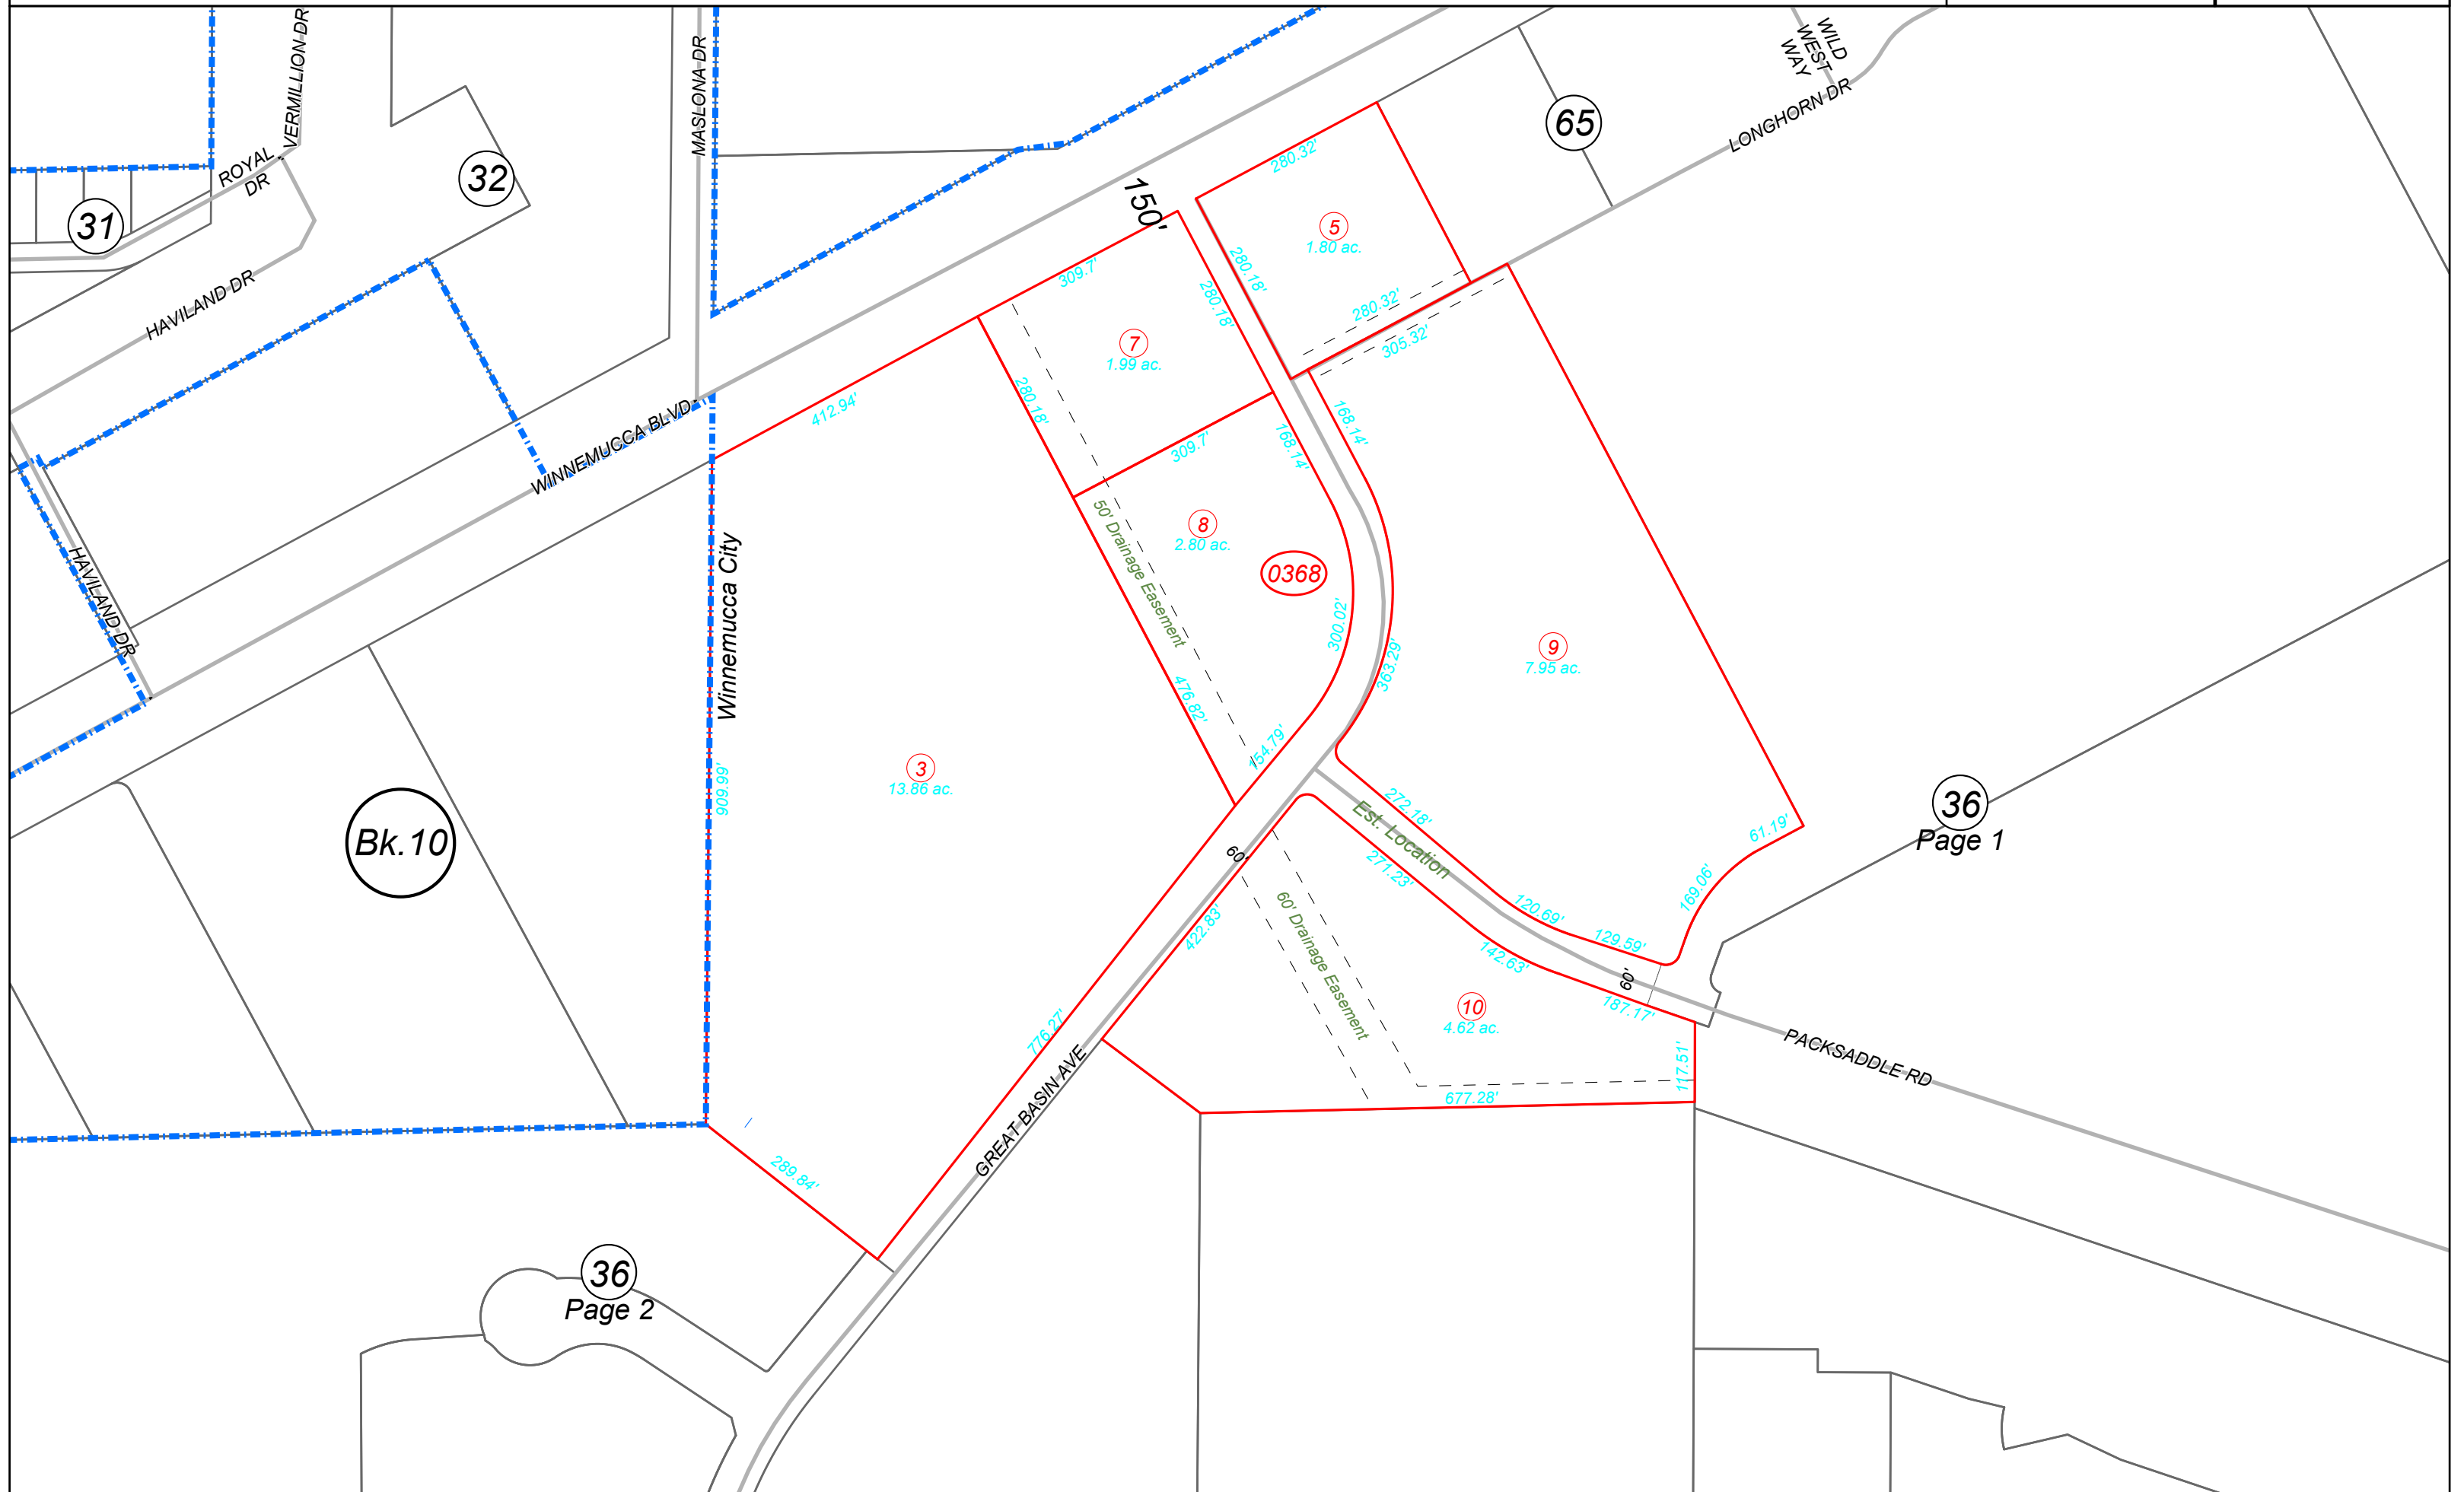 VERMILLION DR
MASLONA DR
WILD
WEST
WAY
LONGHORN DR
65
ROYAL
DR
32
31
150'
280.32'
5
1.80 ac.
280.18'
280.32'
305.32'
HAVILAND DR
309.7'
280.18'
7
1.99 ac.
280.18'
412.94'
309.7'
168.14'
168.14'
WINNEMUCCA BLVD
50' Drainage Easement
8
2.80 ac.
0368
300.02'
363.29'
9
7.95 ac.
HAVILAND DR
Winnemucca City
476.82'
154.79'
909.99'
3
13.86 ac.
Bk.10
272.18'
Est. Location
271.23'
61.19'
36
Page 1
60'
169.06'
120.69'
129.59'
422.83'
60' Drainage Easement
142.63'
60'
10
4.62 ac.
187.17'
117.51'
PACKSADDLE RD
776.27'
GREAT BASIN AVE
677.28'
289.84'
36
Page 2